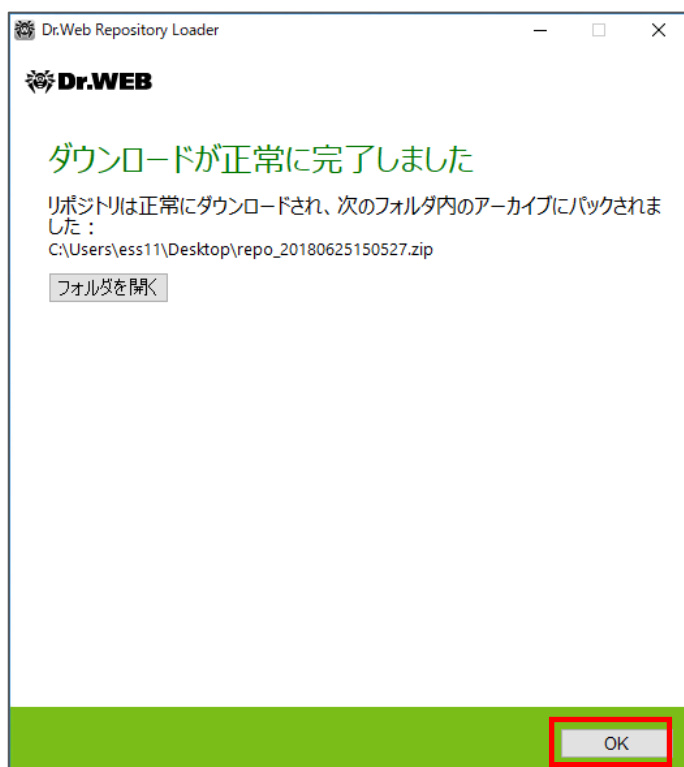 Dr.Web Repository Loader
Dr.WEB
ダウンロードが正常に完了しました
リポジトリは正常にダウンロードされ、次のフォルダ内のアーカイブにパックされま
した：
C:\Users\ess11\Desktop\repo_20180625150527.zip
フォルダを開く
OK